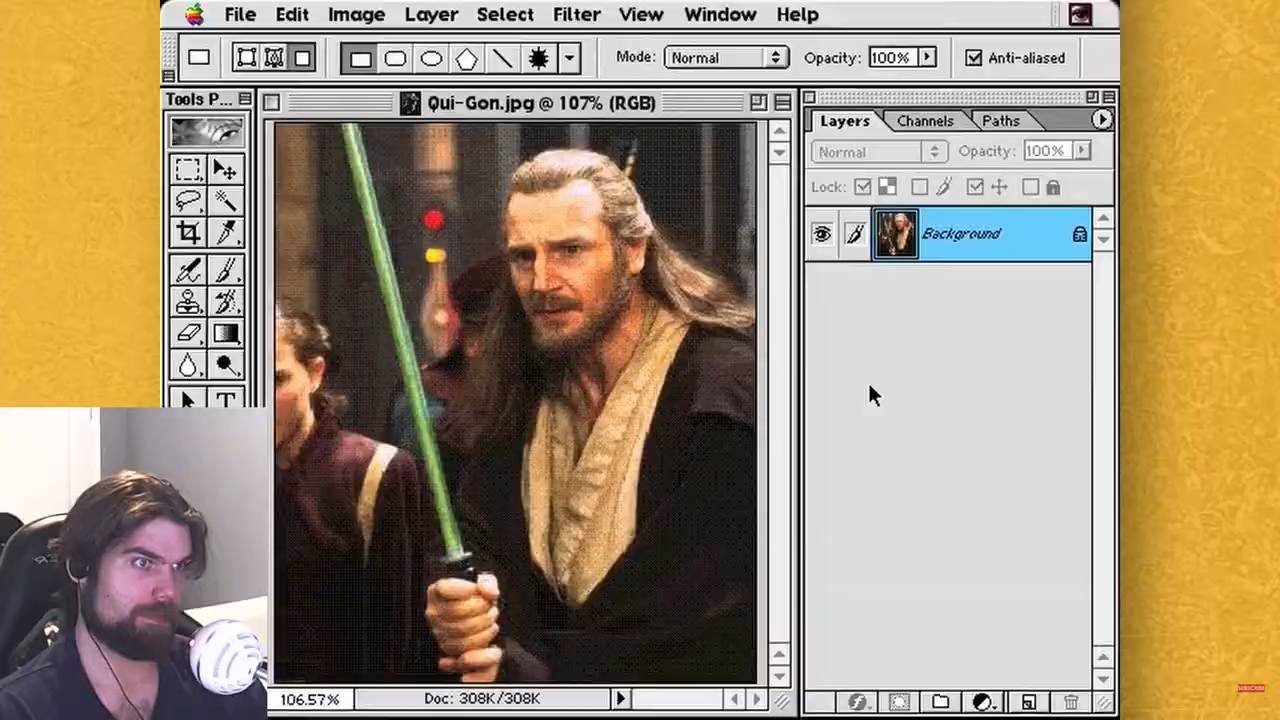 File Edit Image Layer Select Filter View Window Help
Mode: Normal Opacity: 100% Anti-aliased
Tools P...
Qui-Gon.jpg @ 107% (RGB)
Layers Channels Paths
Normal Opacity: 100%
Lock:
Background
T
106.57% Doc: 308K/308K
SUBSCRIBE